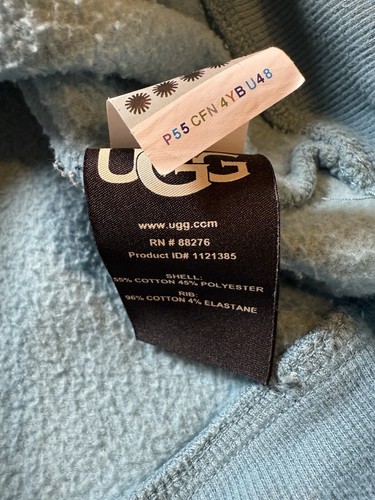 P55 CFN 4YB U48
UGG
www.ugg.com
RN # 88276
Product ID# 1121385
SHELL:
55% COTTON 45% POLYESTER
RIB:
96% COTTON 4% ELASTANE